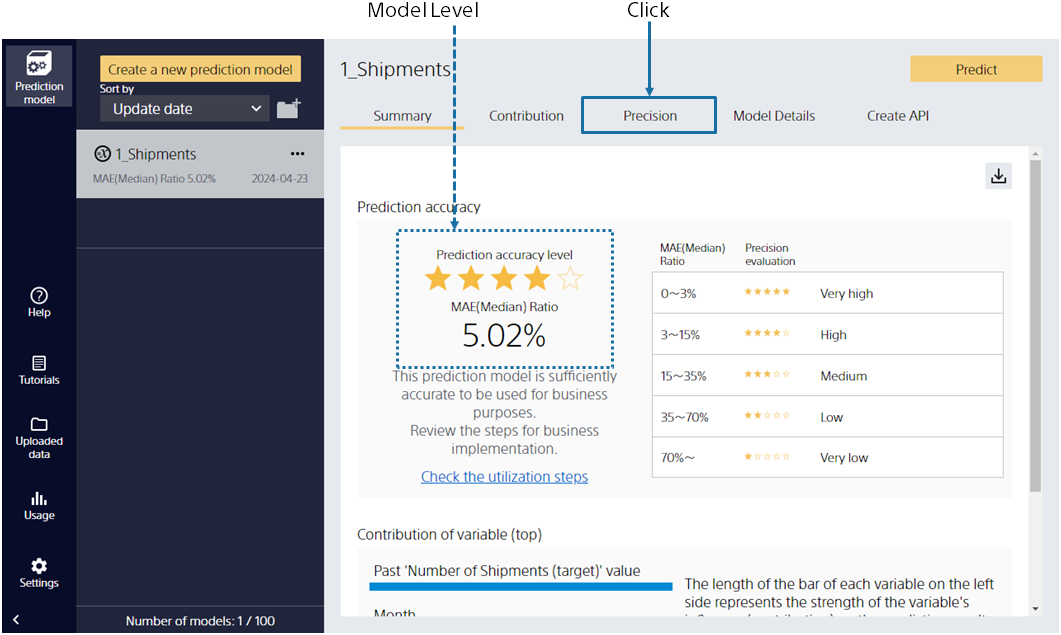 Model Level
Click
Prediction
model
Create a new prediction model
Sort by
Update date
1_Shipments
MAE(Median) Ratio 5.02%
2024-04-23
Help
Tutorials
Uploaded
data
Usage
Settings
Number of models: 1 / 100
1_Shipments
Predict
Summary
Contribution
Precision
Model Details
Create API
Prediction accuracy
Prediction accuracy level
MAE(Median) Ratio
5.02%
This prediction model is sufficiently
accurate to be used for business
purposes.
Review the steps for business
implementation.
Check the utilization steps
MAE(Median)
Ratio
Precision
evaluation
0～3% ★★★★★ Very high
3～15% ★★★★☆ High
15～35% ★★★☆☆ Medium
35～70% ★★☆☆☆ Low
70%～ ★☆☆☆☆ Very low
Contribution of variable (top)
Past 'Number of Shipments (target)' value
Month
The length of the bar of each variable on the left
side represents the strength of the variable's